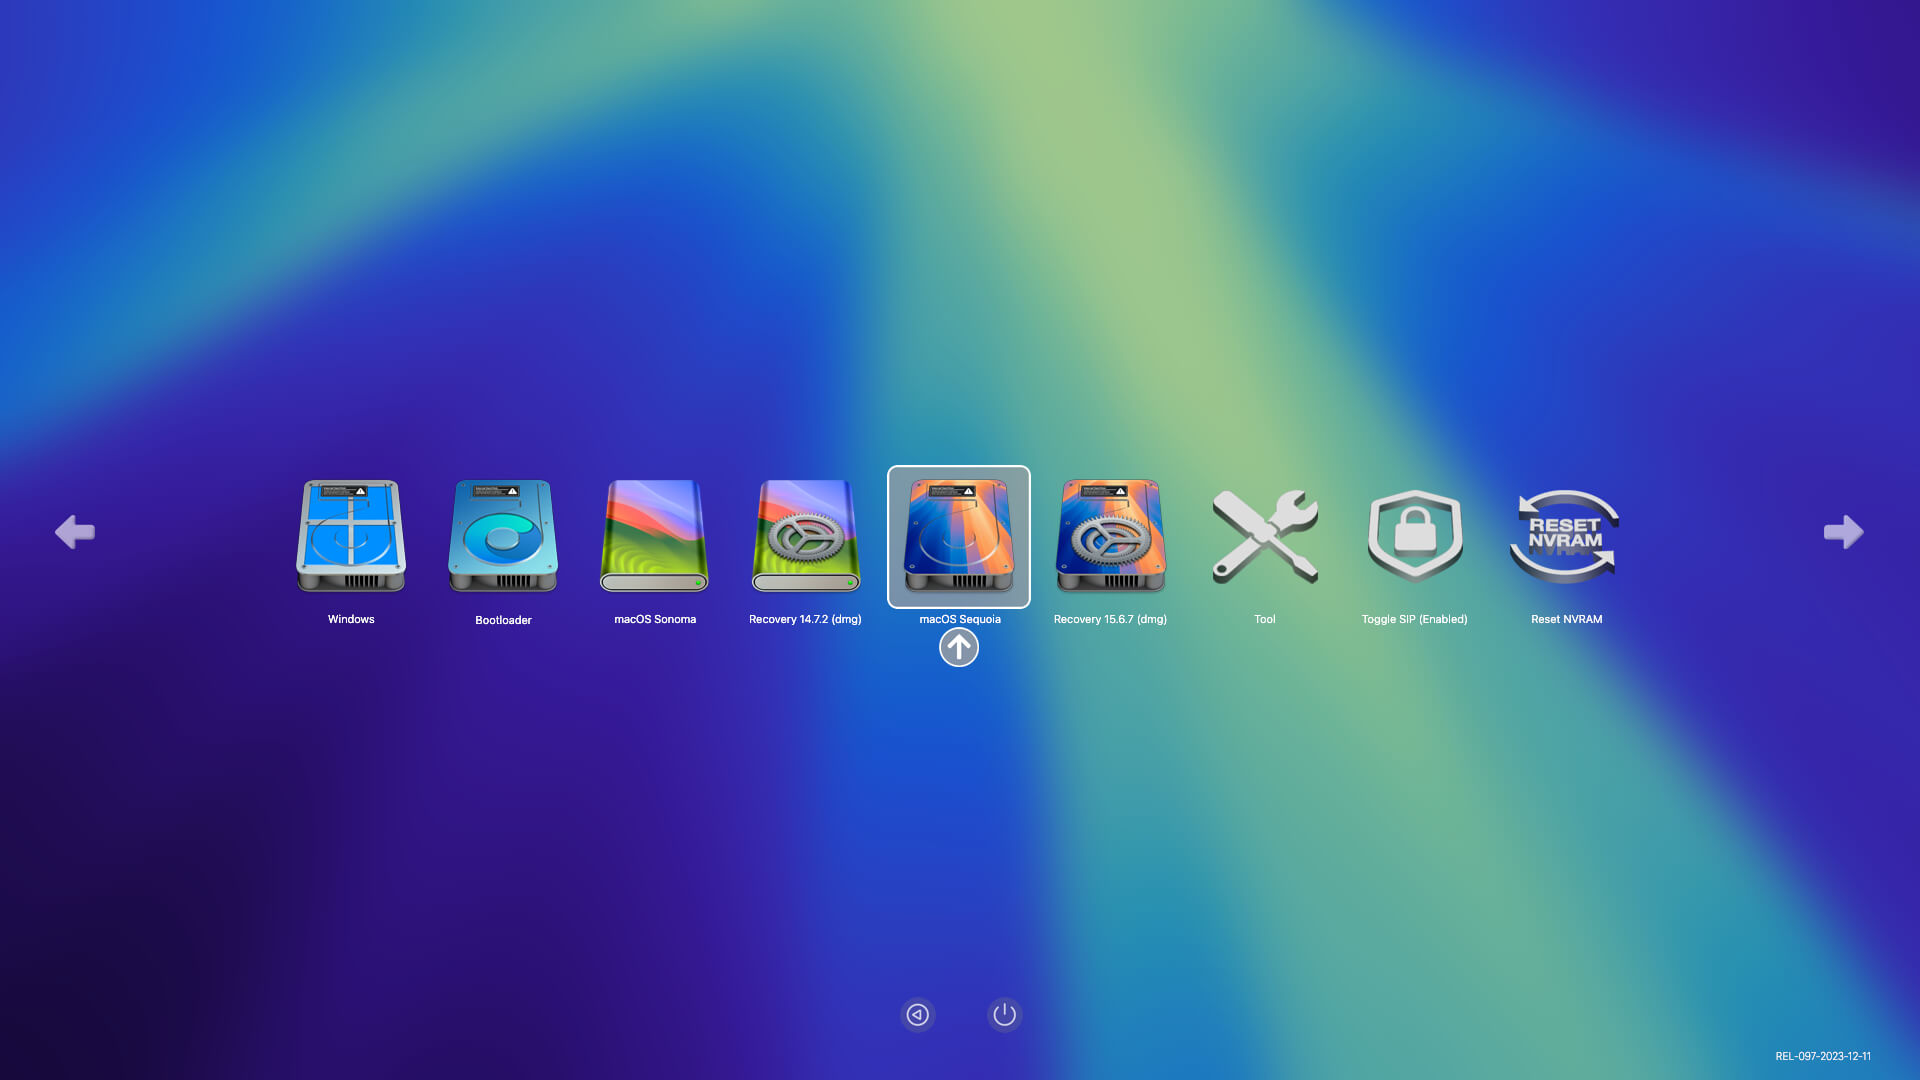 RESET
NVRAM
Windows
Bootloader
macOS Sonoma
Recovery 14.7.2 (dmg)
macOS Sequoia
Recovery 15.6.7 (dmg)
Tool
Toggle SIP (Enabled)
Reset NVRAM
REL-097-2023-12-11